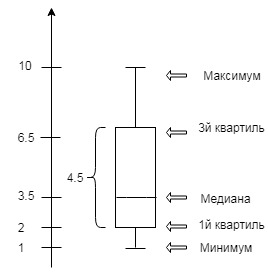 10
Максимум
6.5
3й квартиль
4.5
3.5
Медиана
2
1й квартиль
1
Минимум